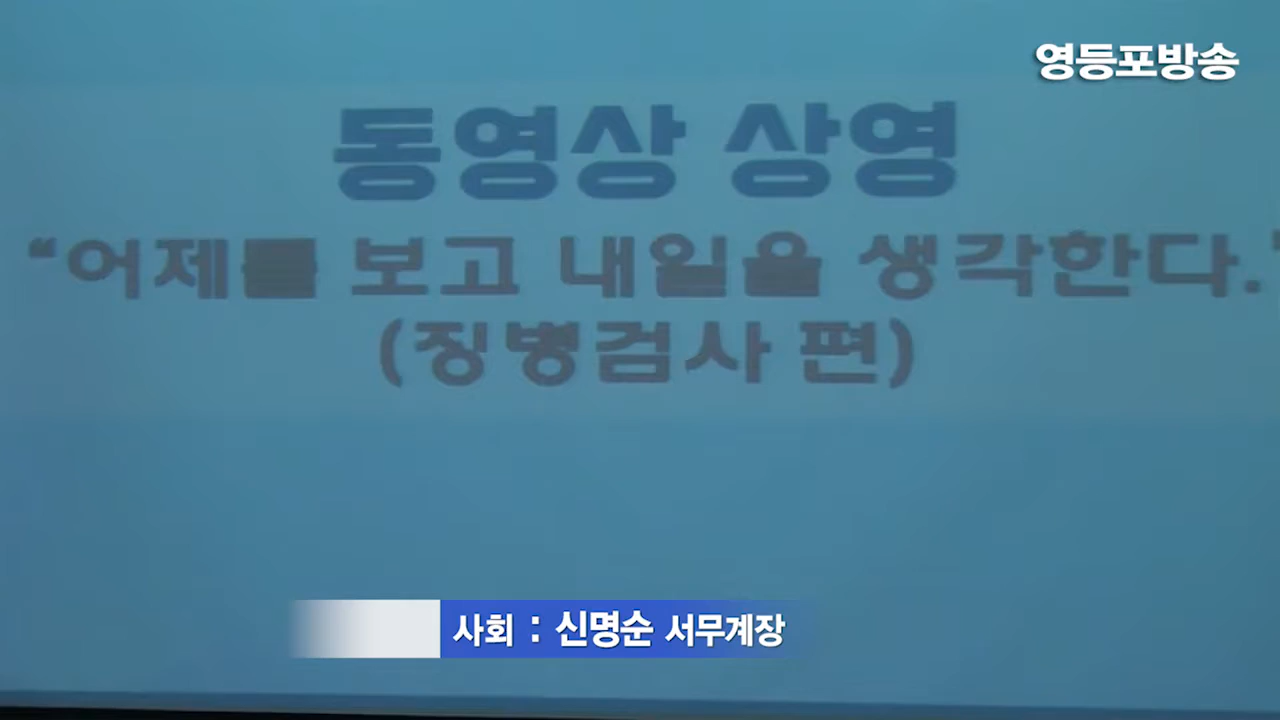 영등포방송
동영상 상영
“어제를 보고 내일을 생각한다.”
(징병검사 편)
사회 : 신명순 서무계장